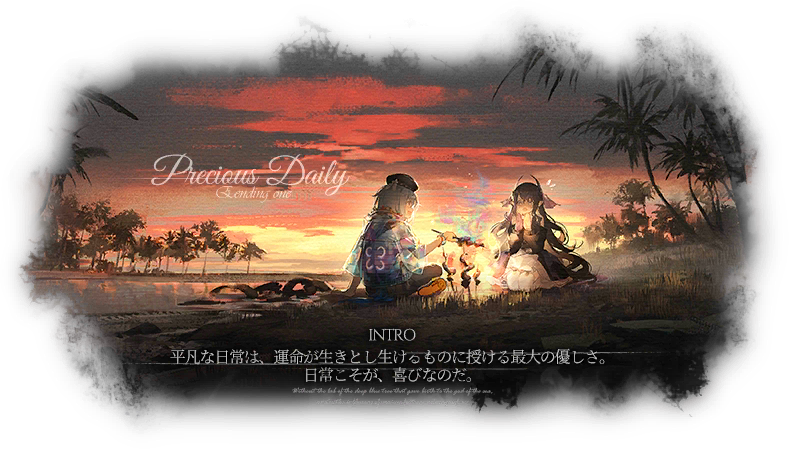 Precious Daily
Eending one
INTRO
平凡な日常は、運命が生きとし生けるものに授ける最大の優しさ。
日常こそが、喜びなのだ。
Without the lick of the deep blue love that gave birth to the god of the sea,